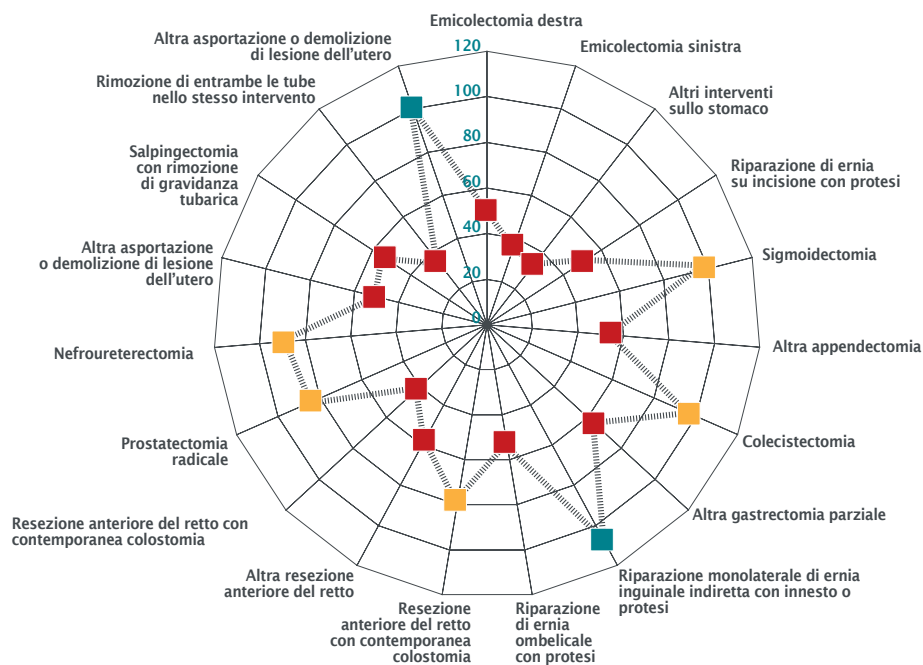 Emicolectomia destra
Emicolectomia sinistra
Altri interventi
sullo stomaco
Riparazione di ernia
su incisione con protesi
Sigmoidectomia
Altra appendectomia
Colecistectomia
Altra gastrectomia parziale
Riparazione monolaterale di ernia
inguinale indiretta con innesto o
protesi
Riparazione
di ernia
ombelicale
con protesi
Resezione
anteriore del retto
con contemporanea
colostomia
Altra resezione
anteriore del retto
Resezione anteriore del retto con
contemporanea colostomia
Prostatectomia
radicale
Nefroureterectomia
Altra asportazione
o demolizione di lesione
dell'utero
Salpingectomia
con rimozione
di gravidanza
tubarica
Rimozione di entrambe le tube
nello stesso intervento
Altra asportazione o demolizione
di lesione dell'utero
120
100
80
60
40
20
0